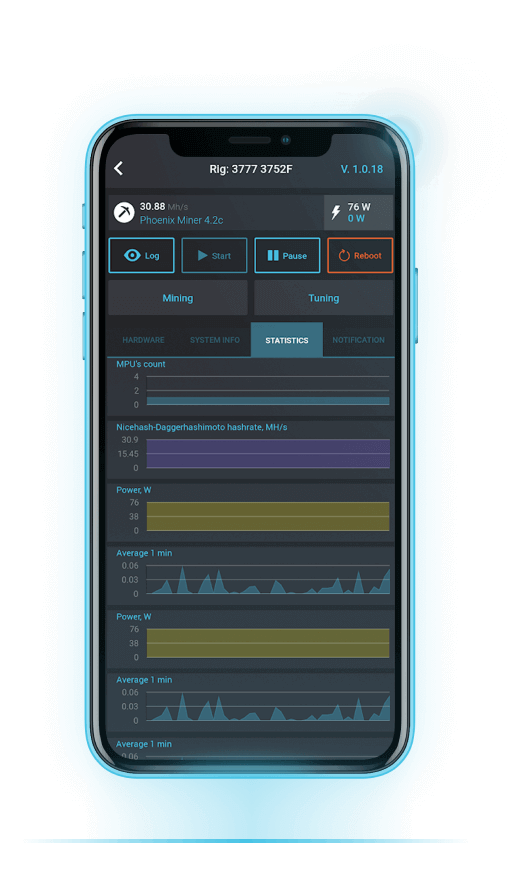 Rig: 3777 3752F
V. 1.0.18
30.88 Mh/s
Phoenix Miner 4.2c
76 W
0 W
Log
Start
Pause
Reboot
Mining
Tuning
HARDWARE
SYSTEM INFO
STATISTICS
NOTIFICATION
MPU's count
4
2
0
Nicehash-Daggerhashimoto hashrate, MH/s
30.9
15.45
0
Power, W
76
38
0
Average 1 min
0.06
0.03
0
Power, W
76
38
0
Average 1 min
0.06
0.03
0
Average 1 min
0.06